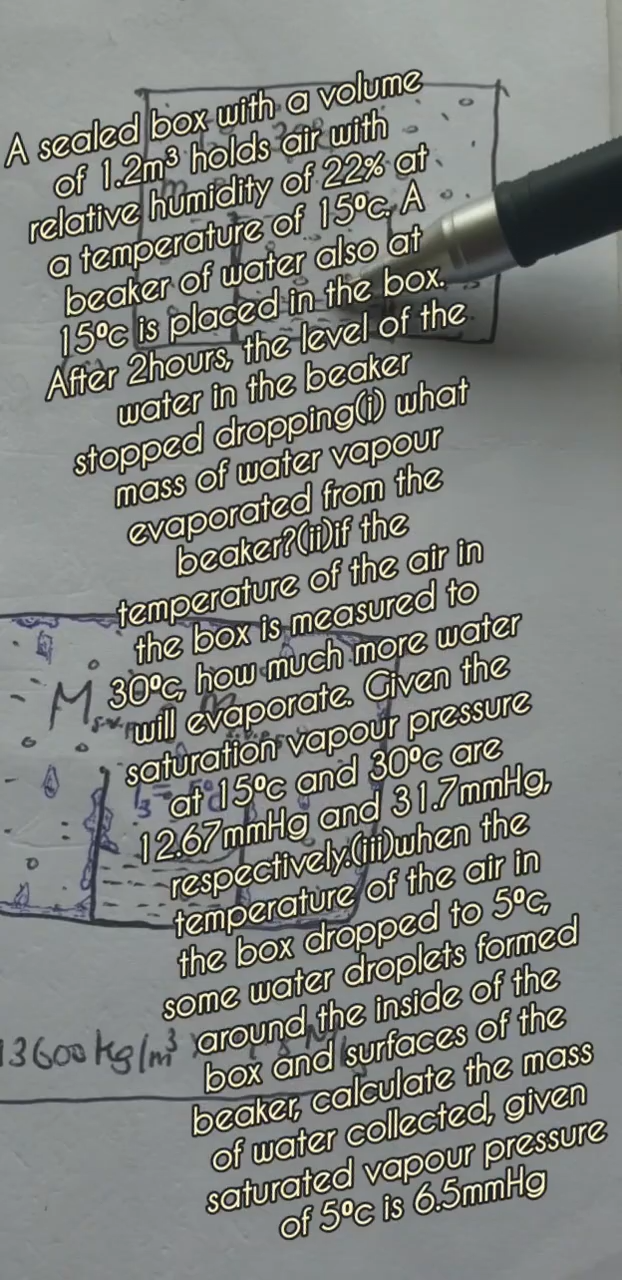 A sealed box with a volume
of 1.2m³ holds air with
relative humidity of 22% at
a temperature of 15ºc. A
beaker of water also at
15ºc is placed in the box.
After 2hours, the level of the
water in the beaker
stopped dropping(i) what
mass of water vapour
evaporated from the
beaker?(ii)if the
temperature of the air in
the box is measured to
30ºc, how much more water
will evaporate. Given the
saturation vapour pressure
at 15ºc and 30ºc are
12.67mmHg and 31.7mmHg,
respectively.(iii)when the
temperature of the air in
the box dropped to 5ºc,
some water droplets formed
around the inside of the
box and surfaces of the
beaker, calculate the mass
of water collected, given
saturated vapour pressure
of 5ºc is 6.5mmHg
13600kg/m³